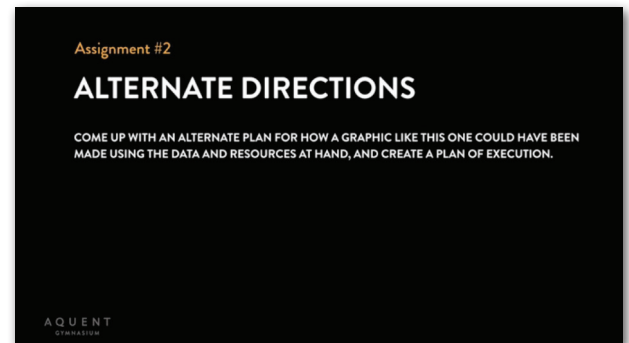 Assignment #2
ALTERNATE DIRECTIONS
COME UP WITH AN ALTERNATE PLAN FOR HOW A GRAPHIC LIKE THIS ONE COULD HAVE BEEN
MADE USING THE DATA AND RESOURCES AT HAND, AND CREATE A PLAN OF EXECUTION.
AQUENT
GYMNASIUM